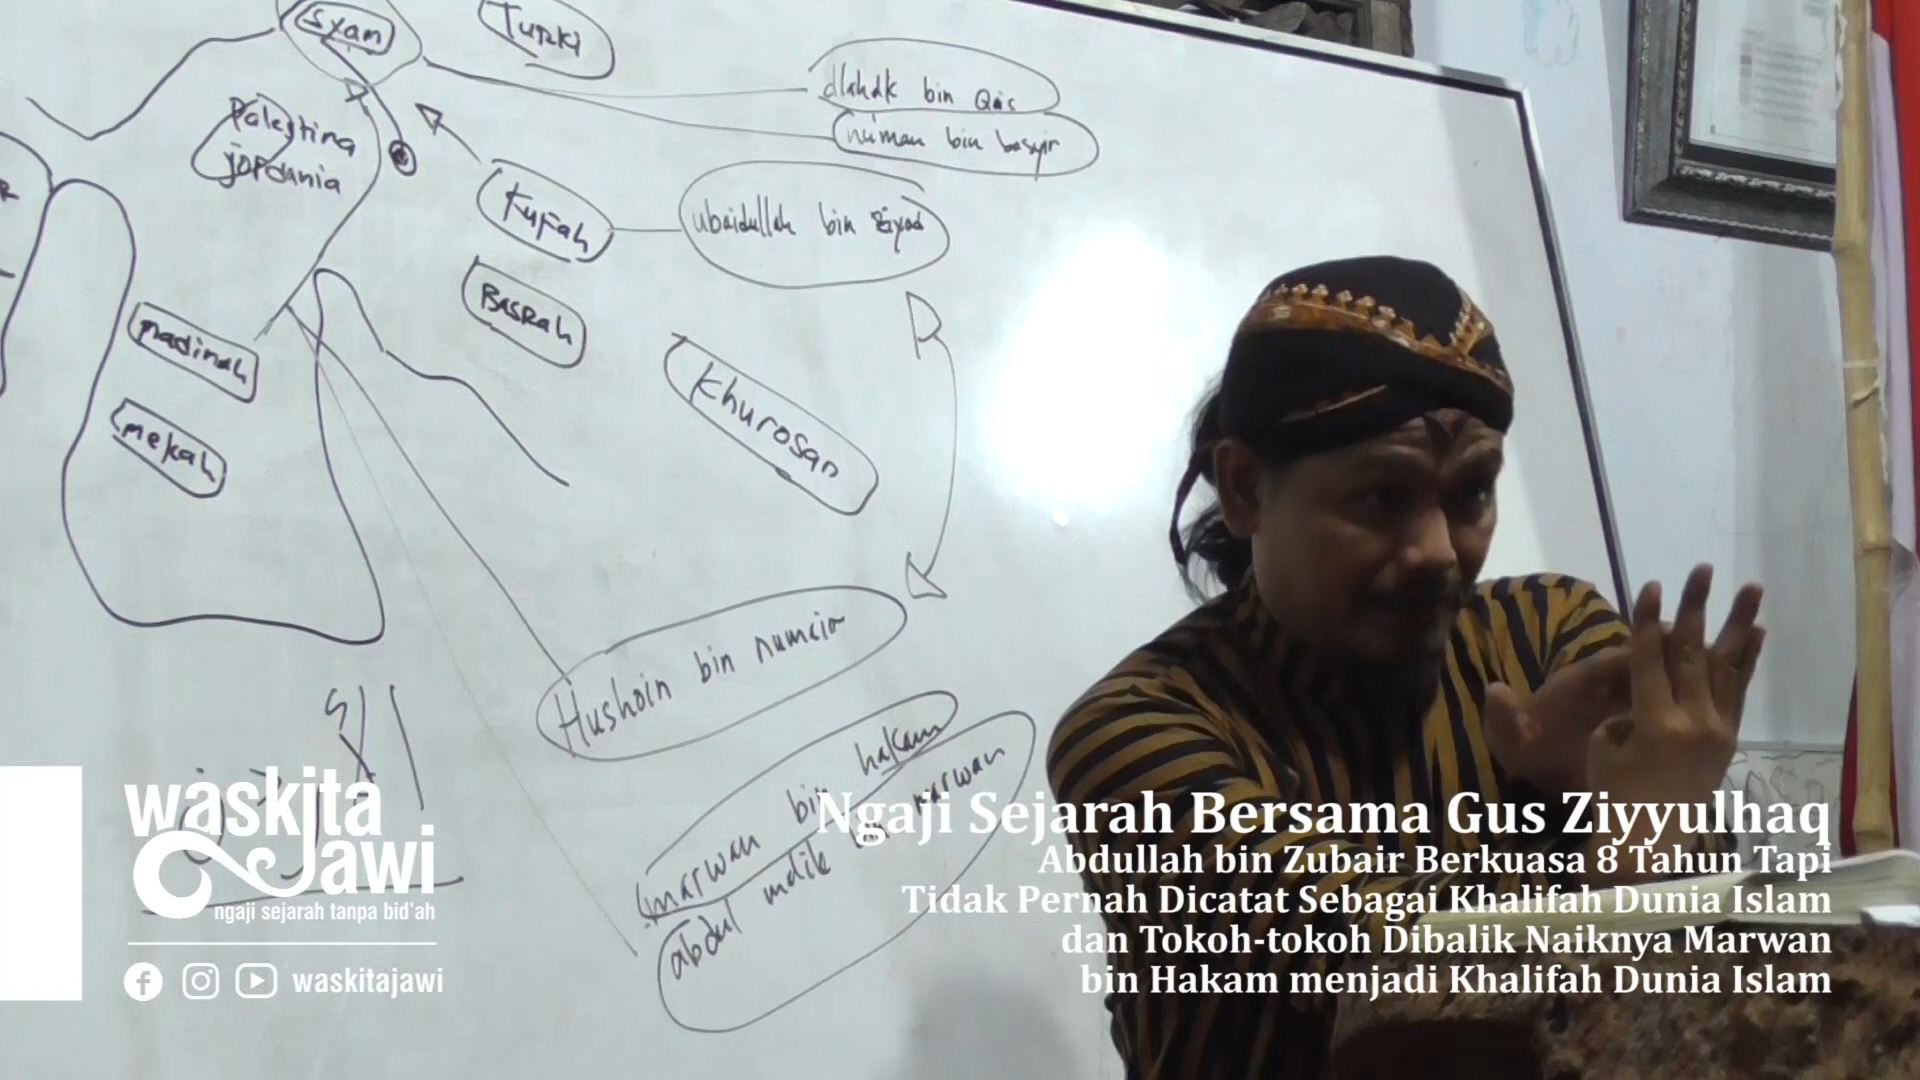 Syam
Turki
dlahak bin Qais
nu'man bin basyir
Palestina
jordania
Kufah
ubaidullah bin Ziyad
Basrah
madinah
mekah
Khurosan
Hushoin bin numair
marwan bin hakam
abdul malik bin marwan
waskita
Jawi
ngaji sejarah tanpa bid'ah
waskitajawi
Ngaji Sejarah Bersama Gus Ziyyulhaq
Abdullah bin Zubair Berkuasa 8 Tahun Tapi
Tidak Pernah Dicatat Sebagai Khalifah Dunia Islam
dan Tokoh-tokoh Dibalik Naiknya Marwan
bin Hakam menjadi Khalifah Dunia Islam